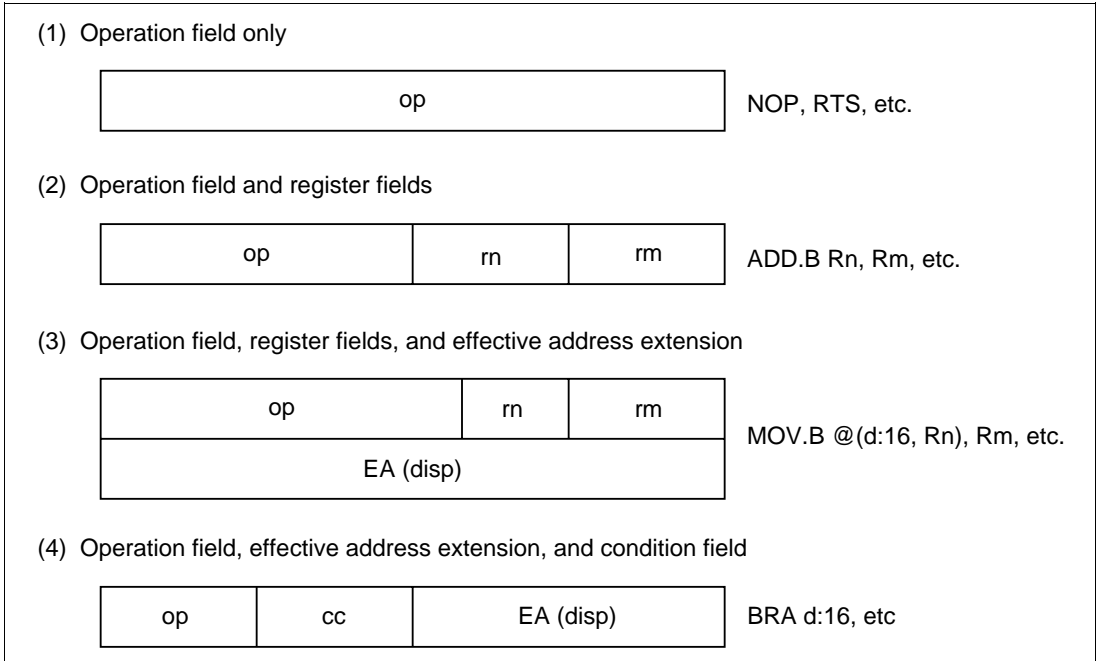 (1) Operation field only
op
NOP, RTS, etc.
(2) Operation field and register fields
op rn rm
ADD.B Rn, Rm, etc.
(3) Operation field, register fields, and effective address extension
op rn rm
EA (disp)
MOV.B @(d:16, Rn), Rm, etc.
(4) Operation field, effective address extension, and condition field
op cc EA (disp)
BRA d:16, etc